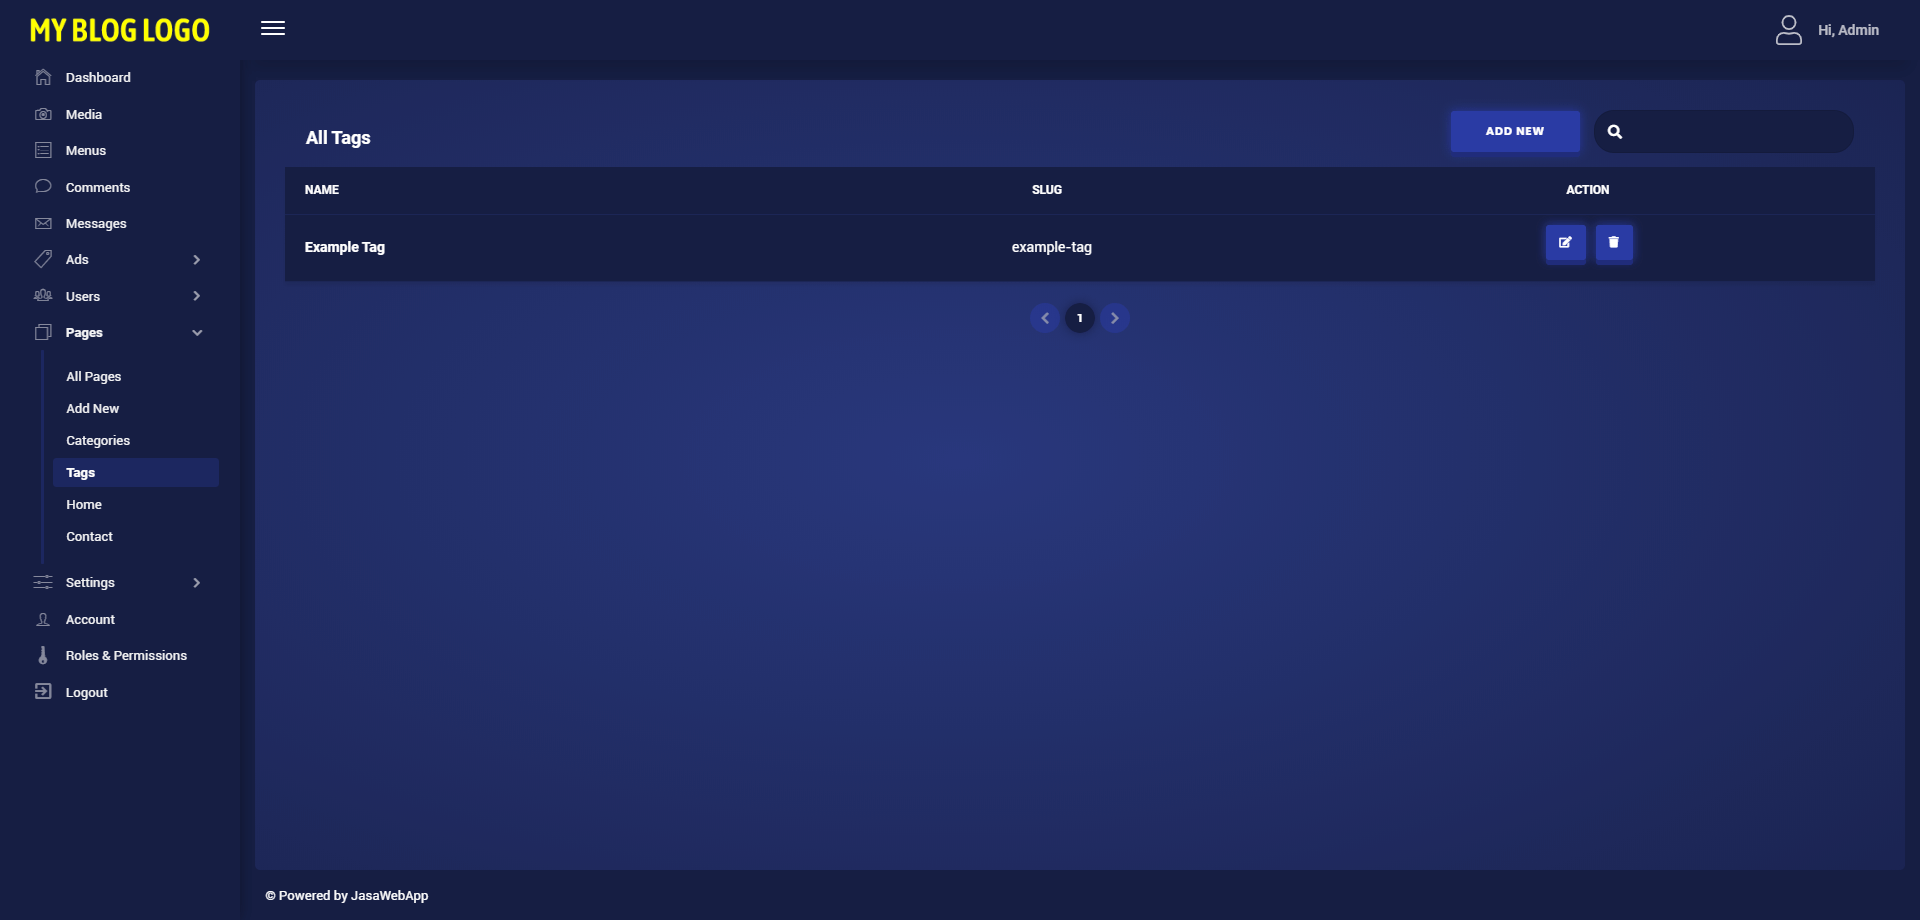 MY BLOG LOGO
Hi, Admin
Dashboard
Media
Menus
Comments
Messages
Ads
Users
Pages
All Pages
Add New
Categories
Tags
Home
Contact
Settings
Account
Roles & Permissions
Logout
All Tags
ADD NEW
NAME SLUG ACTION
Example Tag example-tag
1
© Powered by JasaWebApp